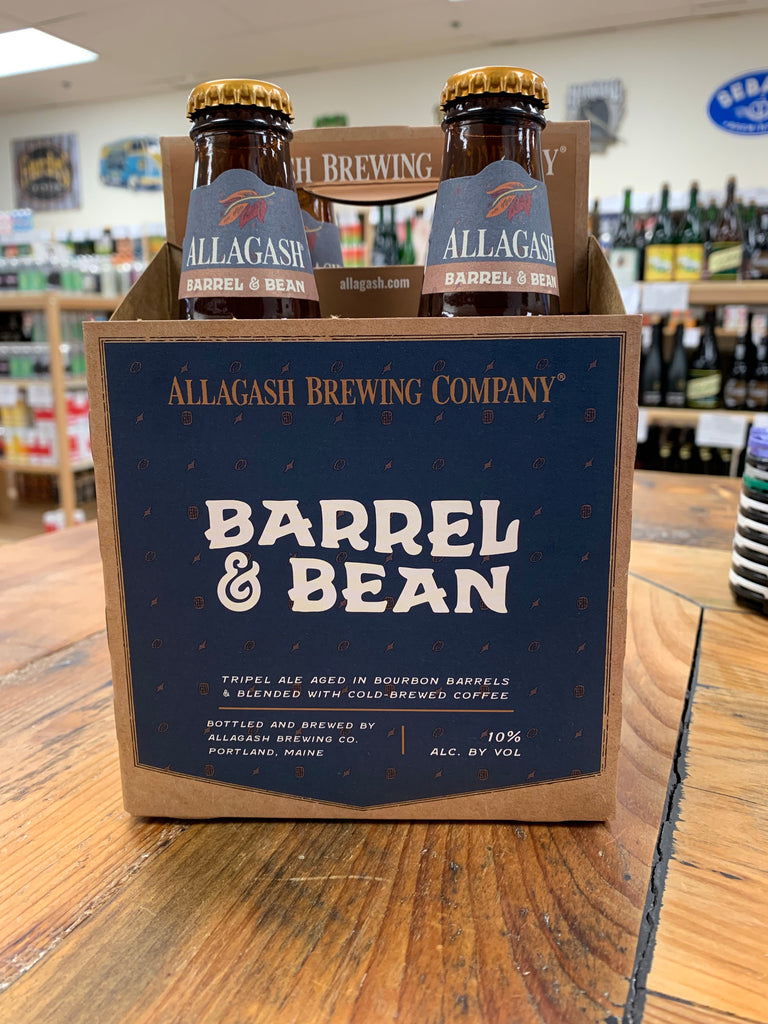 H BREWING Y®
ALLAGASH®
BARREL & BEAN
ALLAGASH
BARREL & BEAN
allagash.com
ALLAGASH BREWING COMPANY®
BARREL
& BEAN
TRIPEL ALE AGED IN BOURBON BARRELS
& BLENDED WITH COLD-BREWED COFFEE
BOTTLED AND BREWED BY
ALLAGASH BREWING CO.
PORTLAND, MAINE
10%
ALC. BY VOL